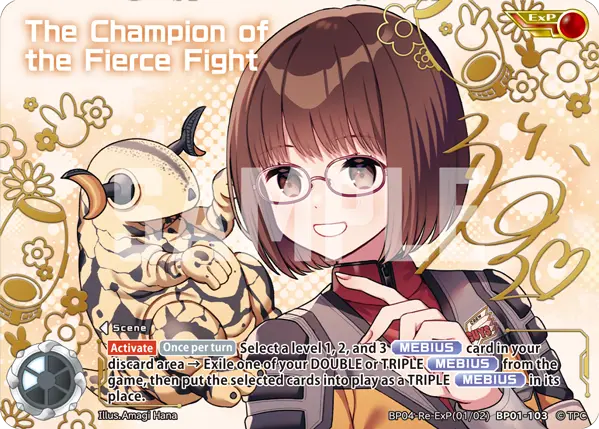 ExP
The Champion of
the Fierce Fight
SAMPLE
Scene
Activate Once per turn Select a level 1, 2, and 3 MEBIUS card in your
discard area → Exile one of your DOUBLE or TRIPLE MEBIUS from the
game, then put the selected cards into play as a TRIPLE MEBIUS in its
place.
Illus. Amagi Hana
BP04-Re-ExP(01/02) BP01-103 ©TPC